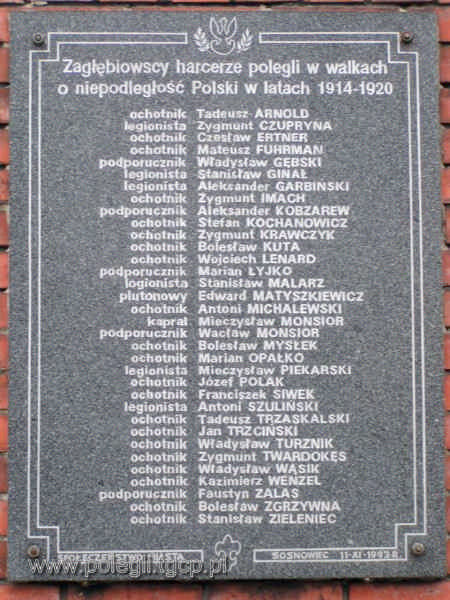 Zagłębiowscy harcerze polegli w walkach
o niepodległość Polski w latach 1914-1920
ochotnik Tadeusz ARNOLD
legionista Zygmunt CZUPRYNA
ochotnik Czesław ERTNER
ochotnik Mateusz FUHRMAN
podporucznik Władysław GĘBSKI
legionista Stanisław GINAŁ
legionista Aleksander GARBIŃSKI
ochotnik Zygmunt IMACH
podporucznik Aleksander KOBZAREW
ochotnik Stefan KOCHANOWICZ
ochotnik Zygmunt KRAWCZYK
ochotnik Bolesław KUTA
ochotnik Wojciech LENARD
podporucznik Marian ŁYJKO
legionista Stanisław MALARZ
plutonowy Edward MATYSZKIEWICZ
ochotnik Antoni MICHALEWSKI
kapral Mieczysław MONSIOR
podporucznik Wacław MONSIOR
ochotnik Bolesław MYSŁEK
ochotnik Marian OPAŁKO
legionista Mieczysław PIEKARSKI
ochotnik Józef POLAK
ochotnik Franciszek SIWEK
legionista Antoni SZULIŃSKI
ochotnik Tadeusz TRZASKALSKI
ochotnik Jan TRZCIŃSKI
ochotnik Władysław TURZNIK
ochotnik Zygmunt TWARDOKĘS
ochotnik Władysław WĄSIK
ochotnik Kazimierz WENZEL
podporucznik Faustyn ZALAS
ochotnik Bolesław ZGRZYWNA
ochotnik Stanisław ZIELENIEC
SPOŁECZEŃSTWO MIASTA SOSNOWIEC 11-XI-1993 R.
www.polegli.tgcp.pl